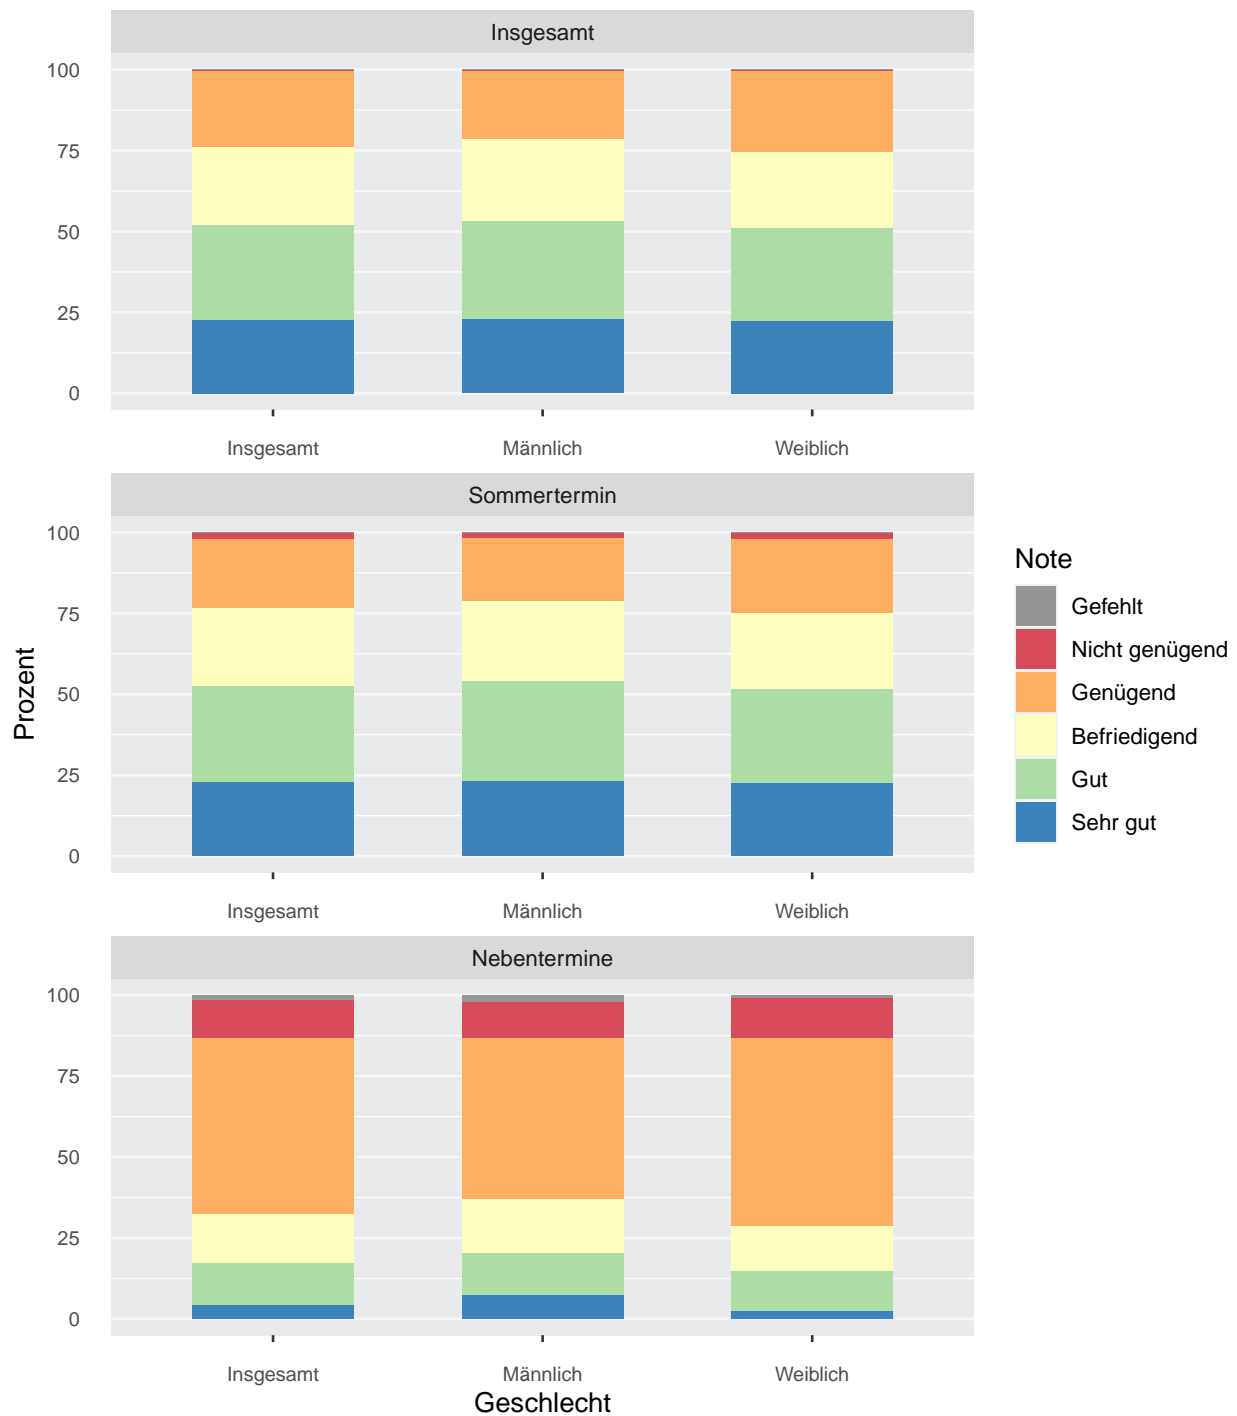 Insgesamt
100
75
50
25
0
Insgesamt Männlich Weiblich
Sommertermin
100
75
50
25
0
Insgesamt Männlich Weiblich
Nebentermine
100
75
50
25
0
Insgesamt Männlich Weiblich
Geschlecht
Prozent
Note
Gefehlt
Nicht genügend
Genügend
Befriedigend
Gut
Sehr gut